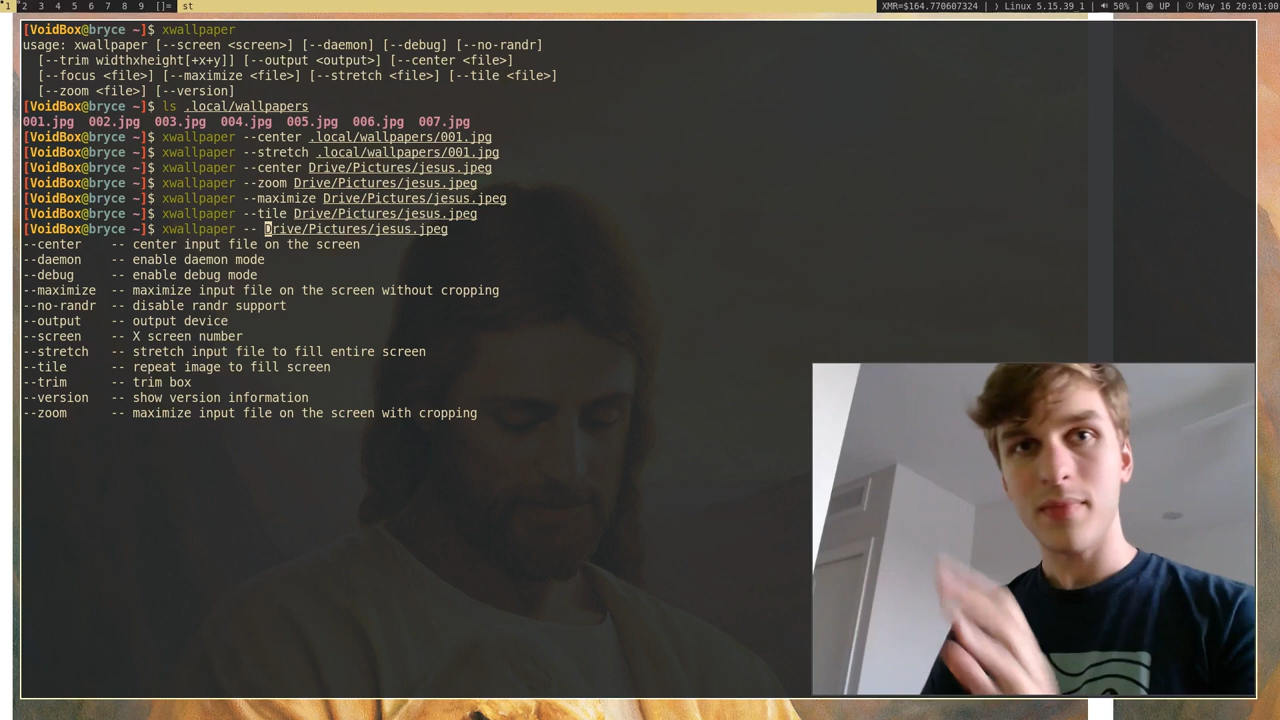 1 2 3 4 5 6 7 8 9 []= st XMR=$164.770607324 | Linux 5.15.39_1 | 50% | UP | May 16 20:01:00
[VoidBox@bryce ~]$ xwallpaper
usage: xwallpaper [--screen <screen>] [--daemon] [--debug] [--no-randr]
[--trim widthxheight[+x+y]] [--output <output>] [--center <file>]
[--focus <file>] [--maximize <file>] [--stretch <file>] [--tile <file>]
[--zoom <file>] [--version]
[VoidBox@bryce ~]$ ls .local/wallpapers
001.jpg 002.jpg 003.jpg 004.jpg 005.jpg 006.jpg 007.jpg
[VoidBox@bryce ~]$ xwallpaper --center .local/wallpapers/001.jpg
[VoidBox@bryce ~]$ xwallpaper --stretch .local/wallpapers/001.jpg
[VoidBox@bryce ~]$ xwallpaper --center Drive/Pictures/jesus.jpeg
[VoidBox@bryce ~]$ xwallpaper --zoom Drive/Pictures/jesus.jpeg
[VoidBox@bryce ~]$ xwallpaper --maximize Drive/Pictures/jesus.jpeg
[VoidBox@bryce ~]$ xwallpaper --tile Drive/Pictures/jesus.jpeg
[VoidBox@bryce ~]$ xwallpaper -- Drive/Pictures/jesus.jpeg
--center -- center input file on the screen
--daemon -- enable daemon mode
--debug -- enable debug mode
--maximize -- maximize input file on the screen without cropping
--no-randr -- disable randr support
--output -- output device
--screen -- X screen number
--stretch -- stretch input file to fill entire screen
--tile -- repeat image to fill screen
--trim -- trim box
--version -- show version information
--zoom -- maximize input file on the screen with cropping